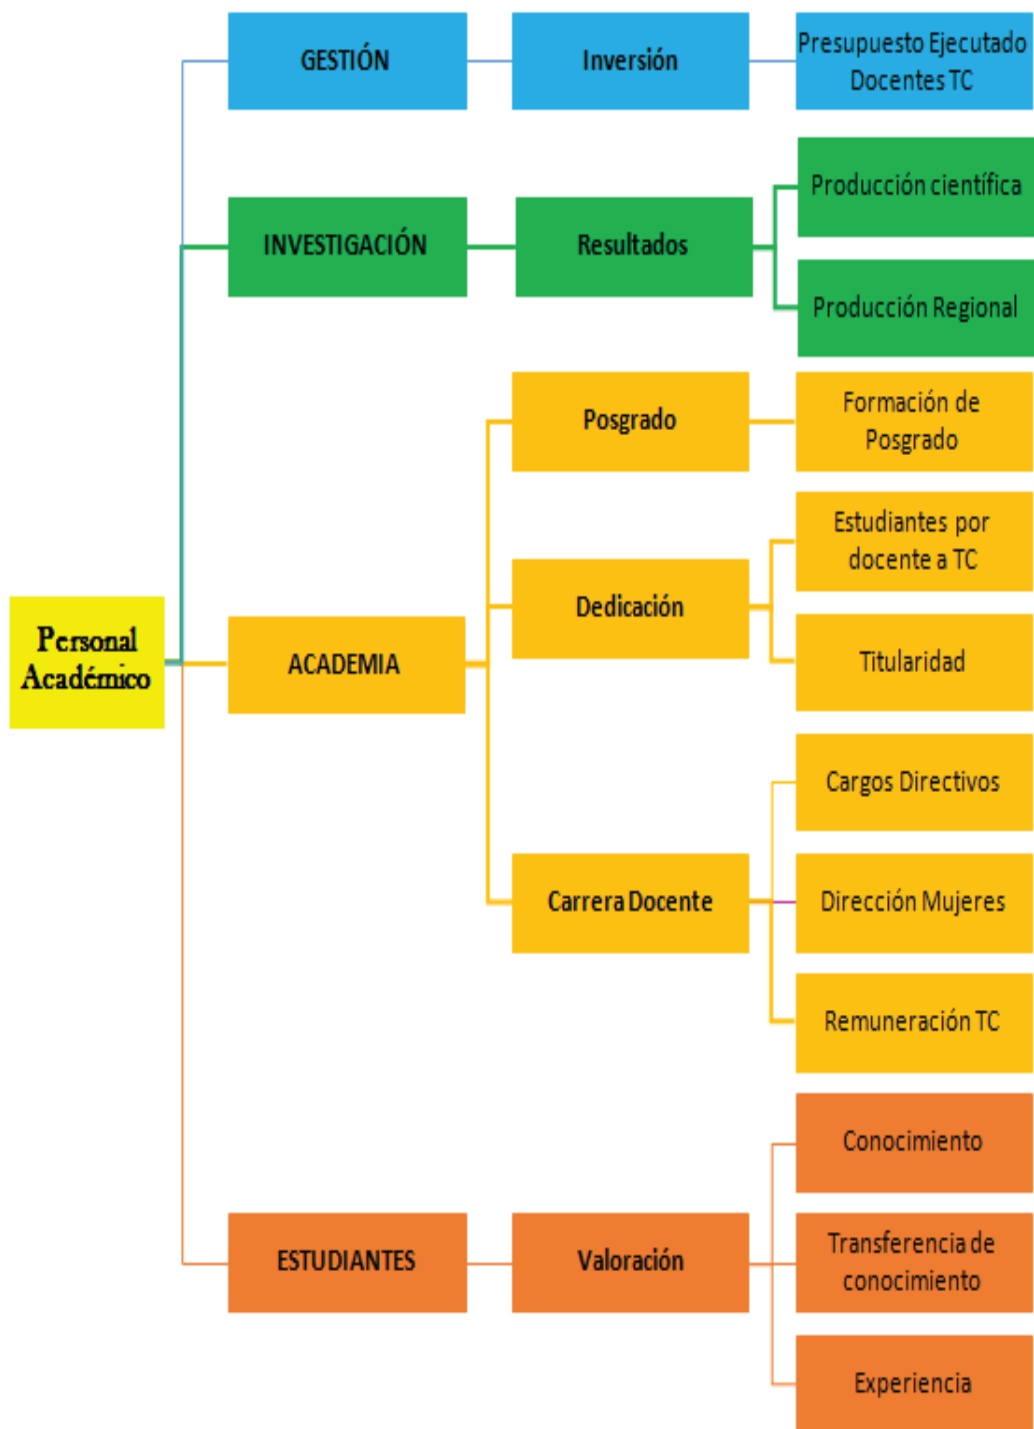 GESTIÓN
Inversión
Presupuesto Ejecutado
Docentes TC
INVESTIGACIÓN
Resultados
Producción científica
Producción Regional
Personal
Académico
ACADEMIA
Posgrado
Formación de
Posgrado
Dedicación
Estudiantes por
docente a TC
Titularidad
Carrera Docente
Cargos Directivos
Dirección Mujeres
Remuneración TC
ESTUDIANTES
Valoración
Conocimiento
Transferencia de
conocimiento
Experiencia